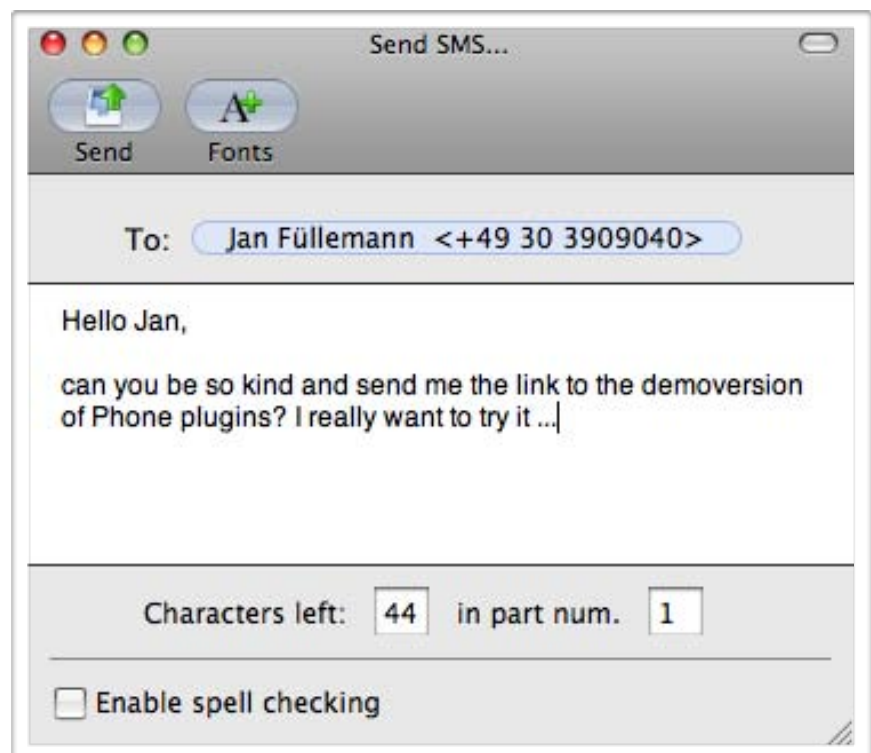 Send SMS...
Send Fonts
To: Jan Füllemann <+49 30 3909040>
Hello Jan,
can you be so kind and send me the link to the demoversion
of Phone plugins? I really want to try it ...
Characters left: 44 in part num. 1
Enable spell checking